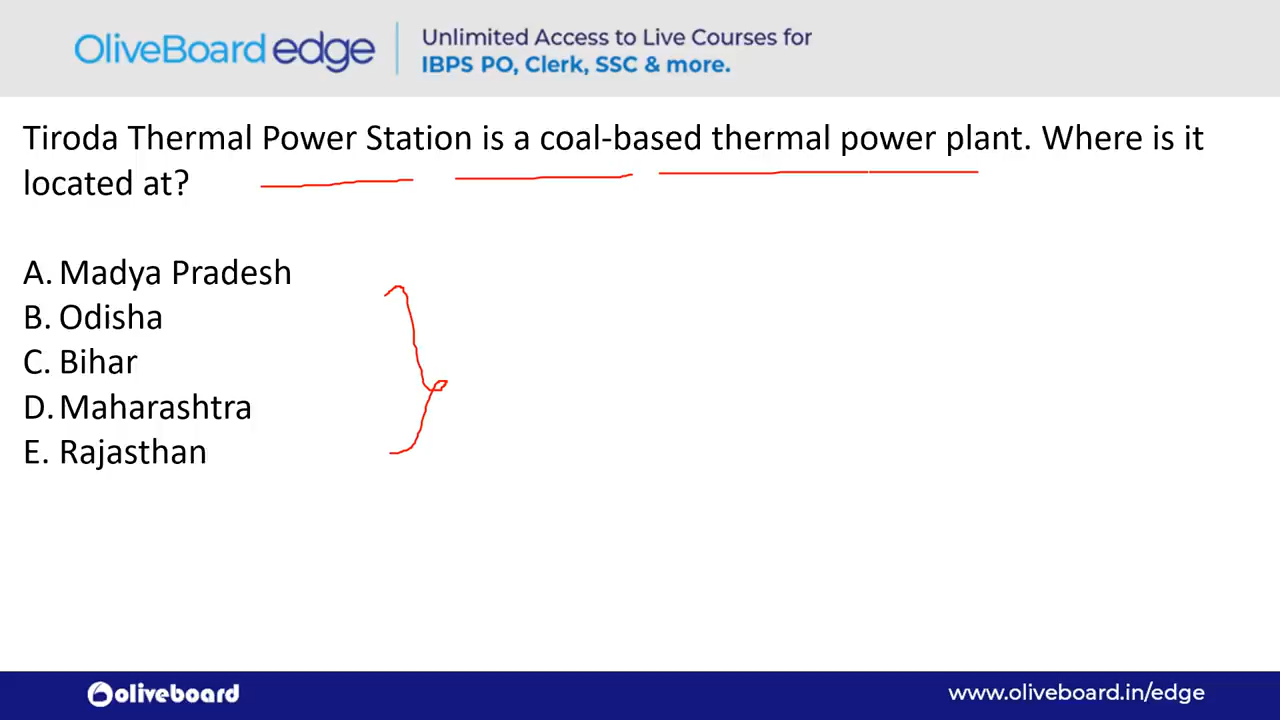 OliveBoard edge
Unlimited Access to Live Courses for
IBPS PO, Clerk, SSC & more.
Tiroda Thermal Power Station is a coal-based thermal power plant. Where is it
located at?
A. Madya Pradesh
B. Odisha
C. Bihar
D. Maharashtra
E. Rajasthan
oliveboard
www.oliveboard.in/edge